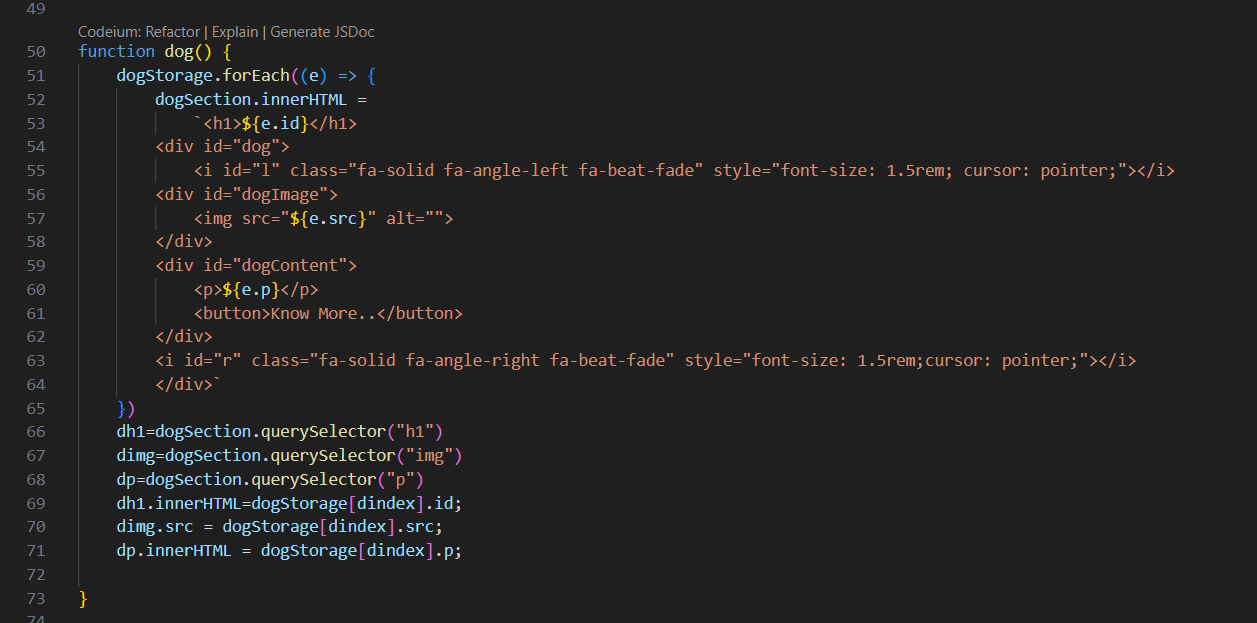 49
Codeium: Refactor | Explain | Generate JSDoc
50 function dog() {
51     dogStorage.forEach((e) => {
52         dogSection.innerHTML =
53             `<h1>${e.id}</h1>
54         <div id="dog">
55             <i id="l" class="fa-solid fa-angle-left fa-beat-fade" style="font-size: 1.5rem; cursor: pointer;"></i>
56         <div id="dogImage">
57             <img src="${e.src}" alt="">
58         </div>
59         <div id="dogContent">
60             <p>${e.p}</p>
61             <button>Know More..</button>
62         </div>
63         <i id="r" class="fa-solid fa-angle-right fa-beat-fade" style="font-size: 1.5rem;cursor: pointer;"></i>
64         </div>`
65     })
66     dh1=dogSection.querySelector("h1")
67     dimg=dogSection.querySelector("img")
68     dp=dogSection.querySelector("p")
69     dh1.innerHTML=dogStorage[dindex].id;
70     dimg.src = dogStorage[dindex].src;
71     dp.innerHTML = dogStorage[dindex].p;
72
73 }
74